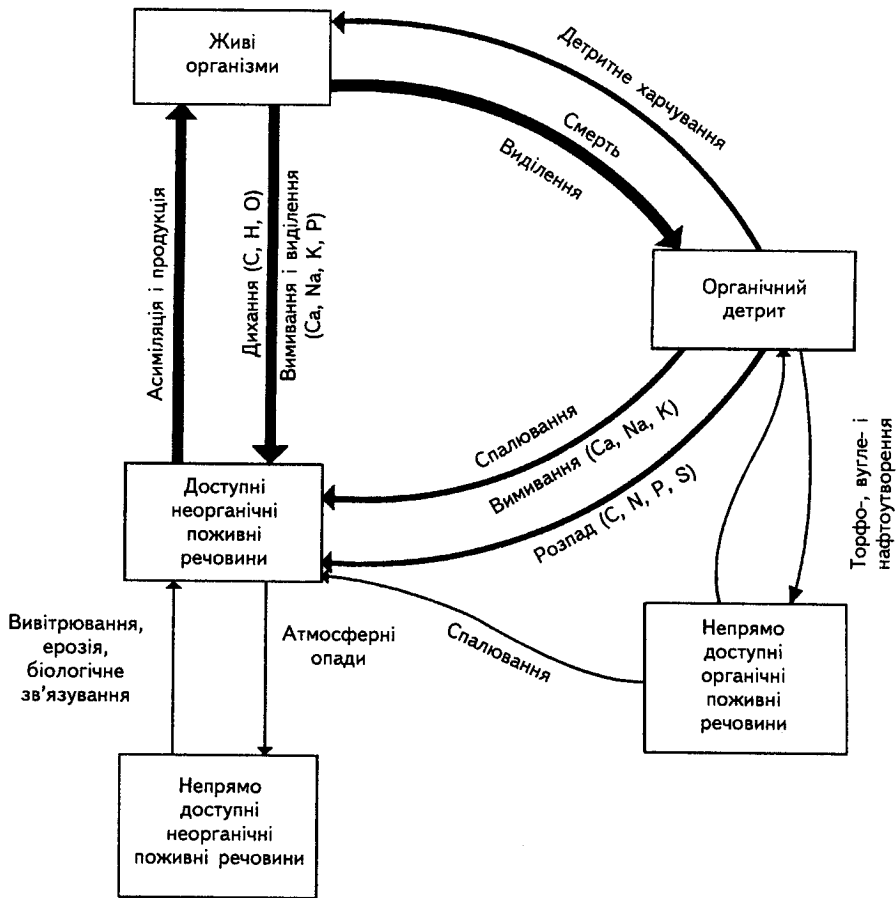 Живі
організми
Детритне харчування
Смерть
Виділення
Асиміляція і продукція
Дихання (C, H, O)
Вимивання і виділення
(Ca, Na, K, P)
Органічний
детрит
Спалювання
Вимивання (Ca, Na, K)
Розпад (C, N, P, S)
Торфо-, вугле- і
нафтоутворення
Доступні
неорганічні
поживні
речовини
Вивітрювання,
ерозія,
біологічне
зв'язування
Атмосферні
опади
Спалювання
Непрямо
доступні
органічні
поживні
речовини
Непрямо
доступні
неорганічні
поживні речовини